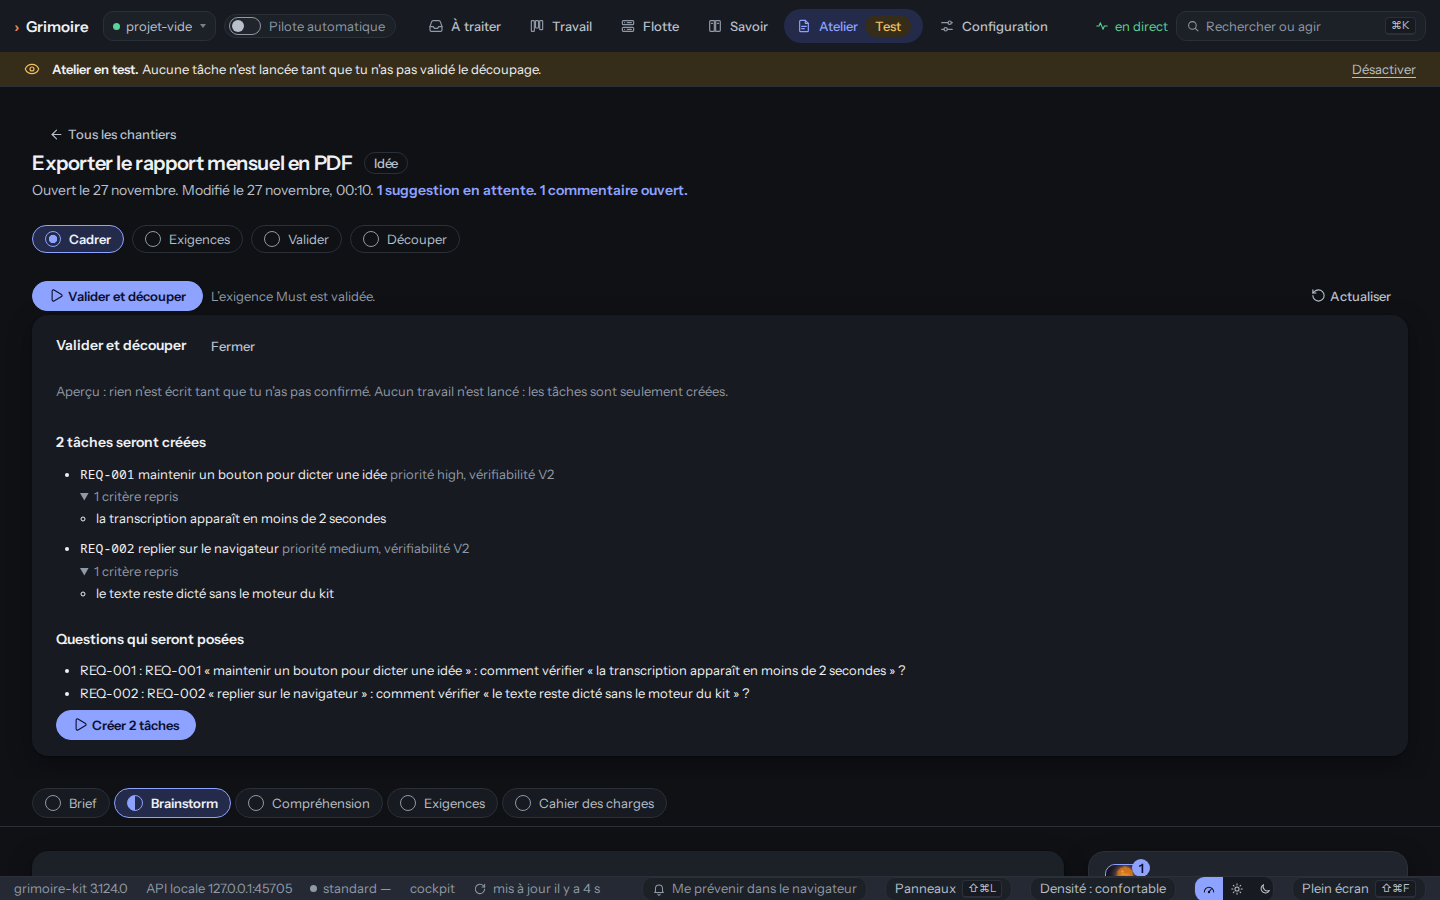 › Grimoire projet-vide Pilote automatique À traiter Travail Flotte Savoir Atelier Test Configuration en direct Rechercher ou agir ⌘K
Atelier en test. Aucune tâche n'est lancée tant que tu n'as pas validé le découpage. Désactiver
← Tous les chantiers
Exporter le rapport mensuel en PDF Idée
Ouvert le 27 novembre. Modifié le 27 novembre, 00:10. 1 suggestion en attente. 1 commentaire ouvert.
Cadrer Exigences Valider Découper
Valider et découper L'exigence Must est validée. Actualiser
Valider et découper Fermer
Aperçu : rien n'est écrit tant que tu n'as pas confirmé. Aucun travail n'est lancé : les tâches sont seulement créées.
2 tâches seront créées
• REQ-001 maintenir un bouton pour dicter une idée priorité high, vérifiabilité V2
▼ 1 critère repris
◦ la transcription apparaît en moins de 2 secondes
• REQ-002 replier sur le navigateur priorité medium, vérifiabilité V2
▼ 1 critère repris
◦ le texte reste dicté sans le moteur du kit
Questions qui seront posées
• REQ-001 : REQ-001 « maintenir un bouton pour dicter une idée » : comment vérifier « la transcription apparaît en moins de 2 secondes » ?
• REQ-002 : REQ-002 « replier sur le navigateur » : comment vérifier « le texte reste dicté sans le moteur du kit » ?
Créer 2 tâches
Brief Brainstorm Compréhension Exigences Cahier des charges
1
grimoire-kit 3.124.0 API locale 127.0.0.1:45705 standard — cockpit mis à jour il y a 4 s Me prévenir dans le navigateur Panneaux ⇧⌘L Densité : confortable Plein écran ⇧⌘F